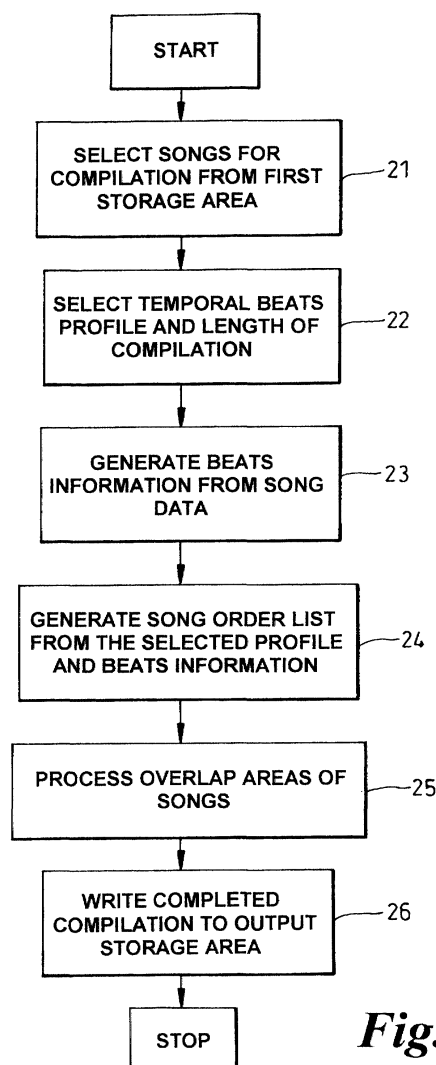 START
SELECT SONGS FOR
COMPILATION FROM FIRST
STORAGE AREA
21
SELECT TEMPORAL BEATS
PROFILE AND LENGTH OF
COMPILATION
22
GENERATE BEATS
INFORMATION FROM SONG
DATA
23
GENERATE SONG ORDER LIST
FROM THE SELECTED PROFILE
AND BEATS INFORMATION
24
PROCESS OVERLAP AREAS OF
SONGS
25
WRITE COMPLETED
COMPILATION TO OUTPUT
STORAGE AREA
26
STOP
Fig.